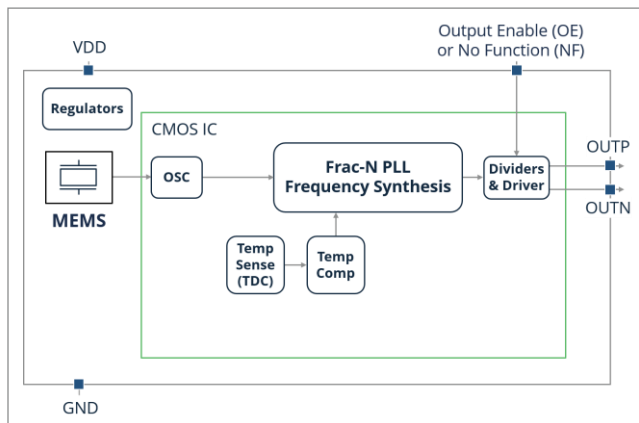 VDD
Output Enable (OE)
or No Function (NF)
Regulators
CMOS IC
OUTP
MEMS
OSC
Frac-N PLL
Frequency Synthesis
Dividers
& Driver
OUTN
Temp
Sense
(TDC)
Temp
Comp
GND